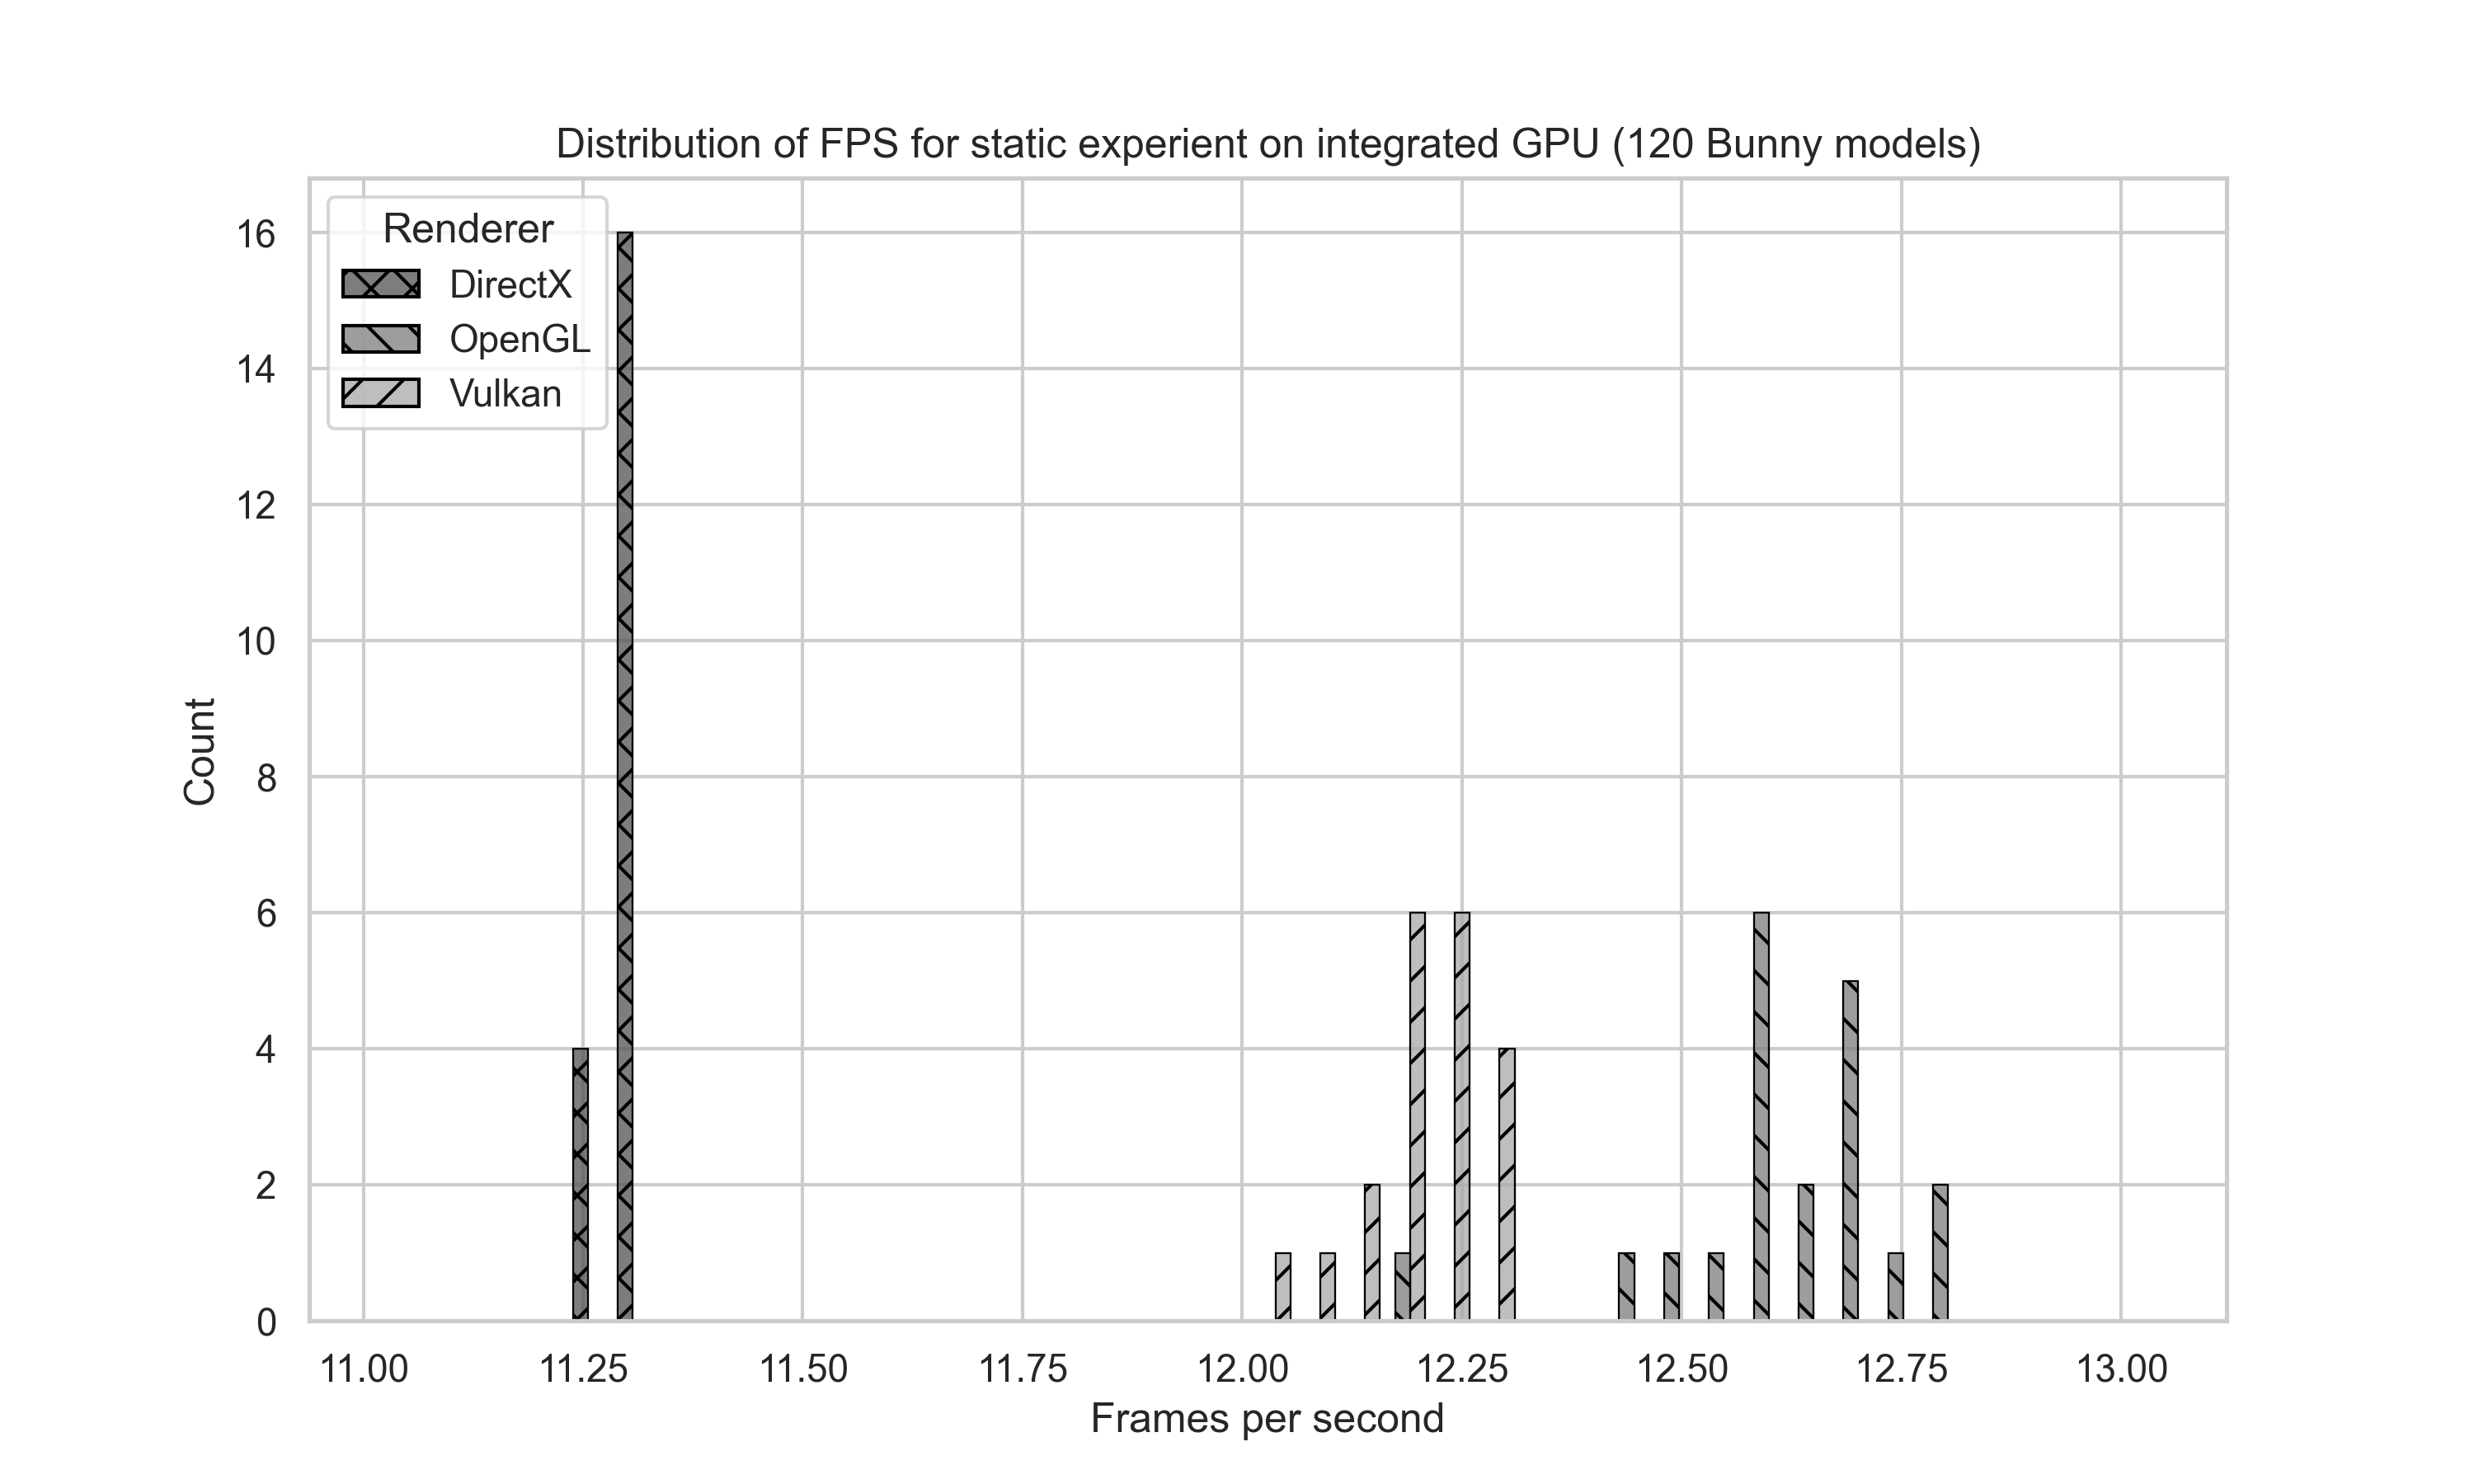 Distribution of FPS for static experient on integrated GPU (120 Bunny models)
Renderer
DirectX
OpenGL
Vulkan
16
14
12
10
8
6
4
2
0
Count
11.00 11.25 11.50 11.75 12.00 12.25 12.50 12.75 13.00
Frames per second